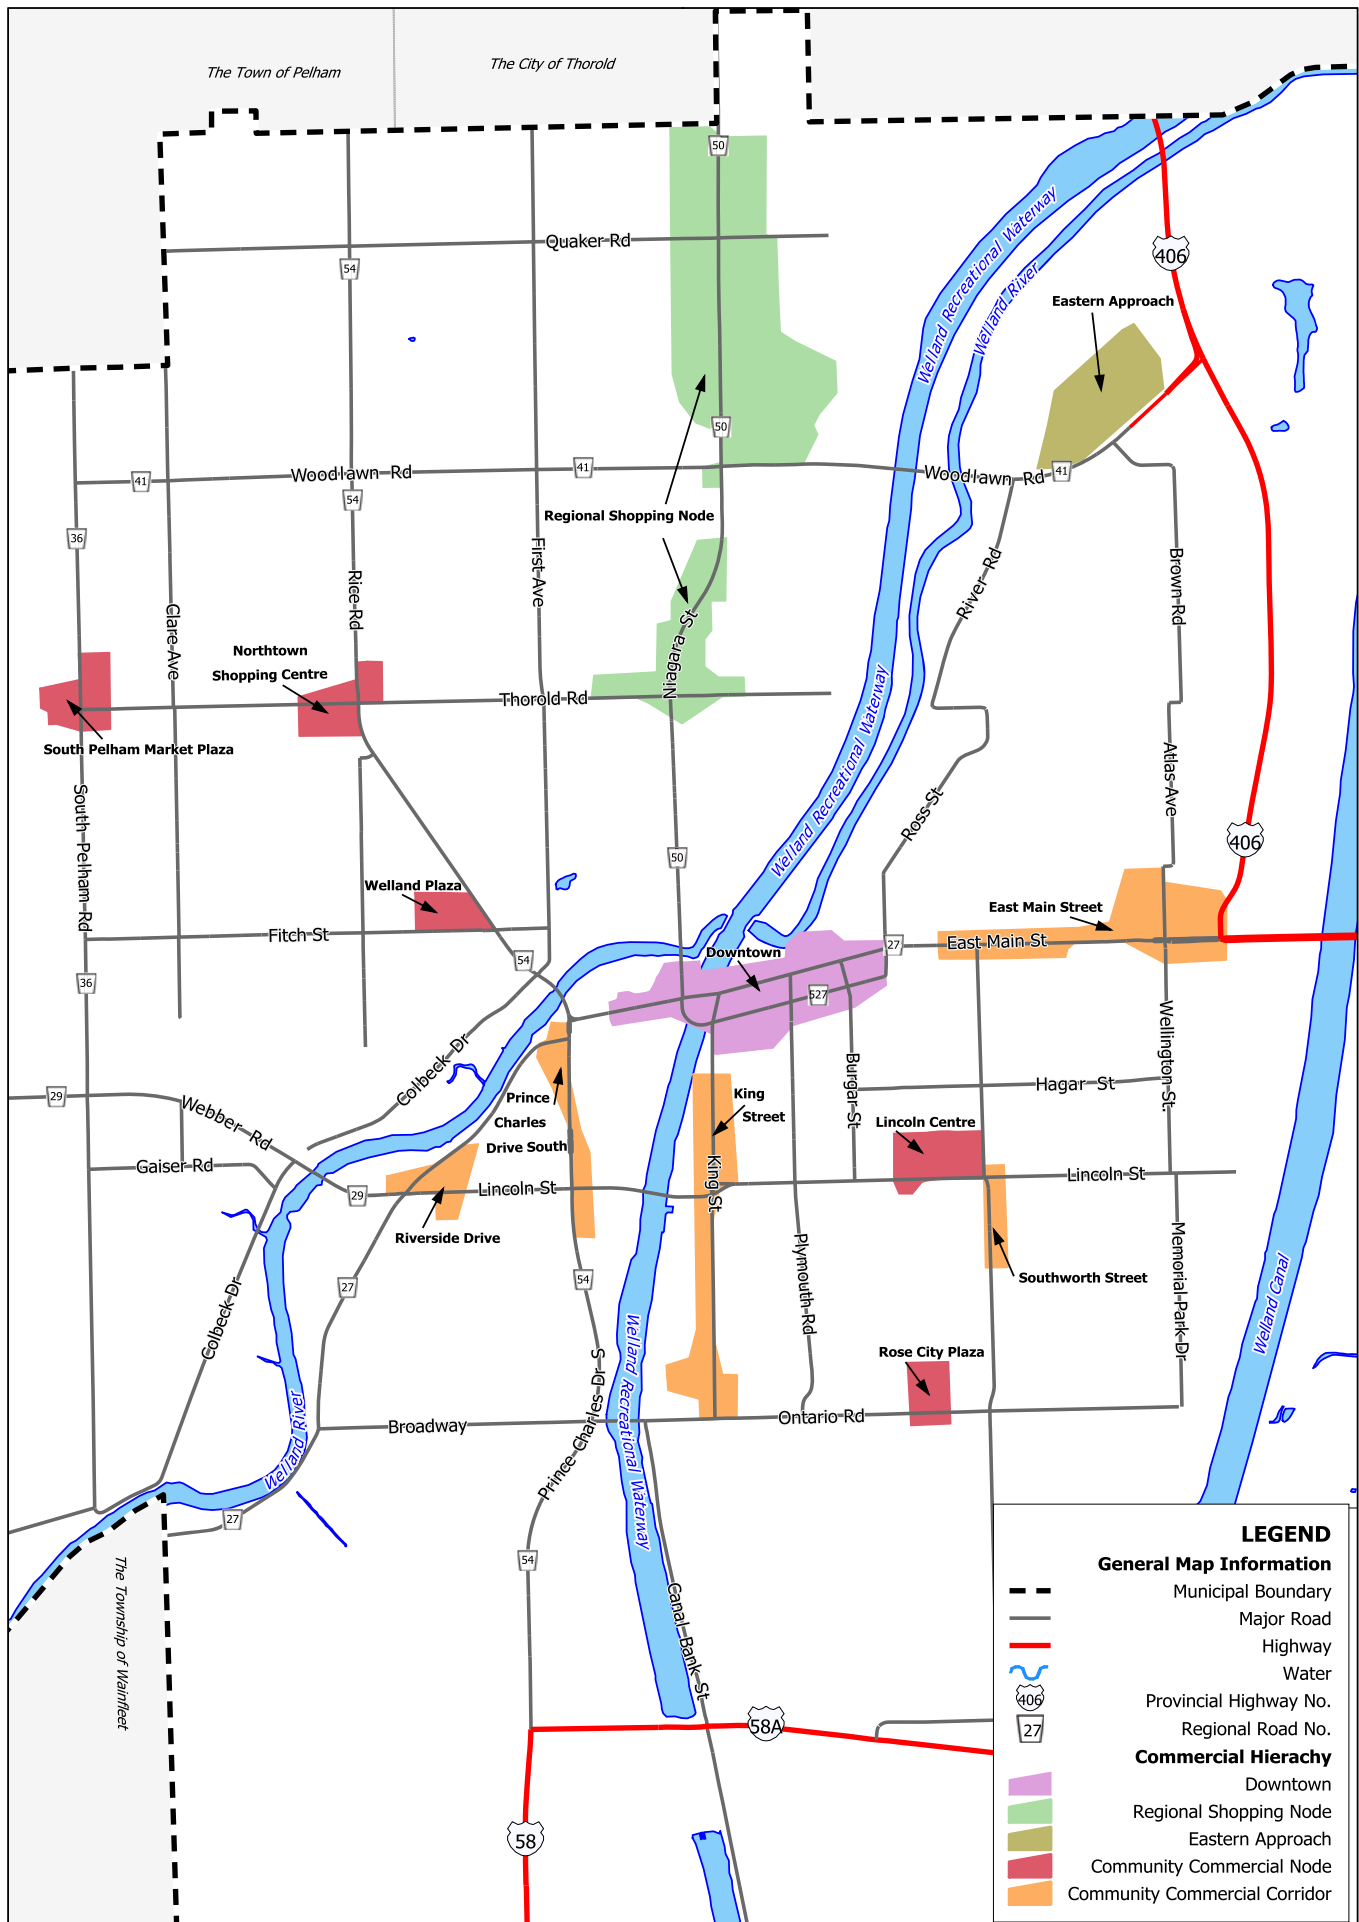 The Town of Pelham
The City of Thorold
50
Quaker Rd
54
406
Welland Recreational Waterway
Welland River
Eastern Approach
50
Woodlawn Rd
41
41
54
Woodlawn Rd
41
36
Regional Shopping Node
First Ave
Rice Rd
Clare Ave
River Rd
Brown Rd
Northtown
Shopping Centre
Niagara St
Thorold Rd
South Pelham Market Plaza
Welland Recreational Waterway
Atlas Ave
South Pelham Rd
Ross St
406
50
Welland Plaza
Fitch St
East Main Street
East Main St
27
Downtown
54
36
527
Wellington St.
Colbeck Dr
Burgar St
Hagar St
29
Webber Rd
Prince
Charles
Drive South
King
Street
Lincoln Centre
Gaiser Rd
King St
Lincoln St
Lincoln St
29
Riverside Drive
Plymouth Rd
Memorial Park Dr
Southworth Street
27
54
Colbeck Dr
Welland Canal
Welland Recreational Waterway
Rose City Plaza
Prince Charles Dr S
Welland River
Broadway
Ontario Rd
27
54
The Township of Wainfleet
Canal Bank St
58A
58
LEGEND
General Map Information
Municipal Boundary
Major Road
Highway
Water
406
Provincial Highway No.
27
Regional Road No.
Commercial Hierachy
Downtown
Regional Shopping Node
Eastern Approach
Community Commercial Node
Community Commercial Corridor